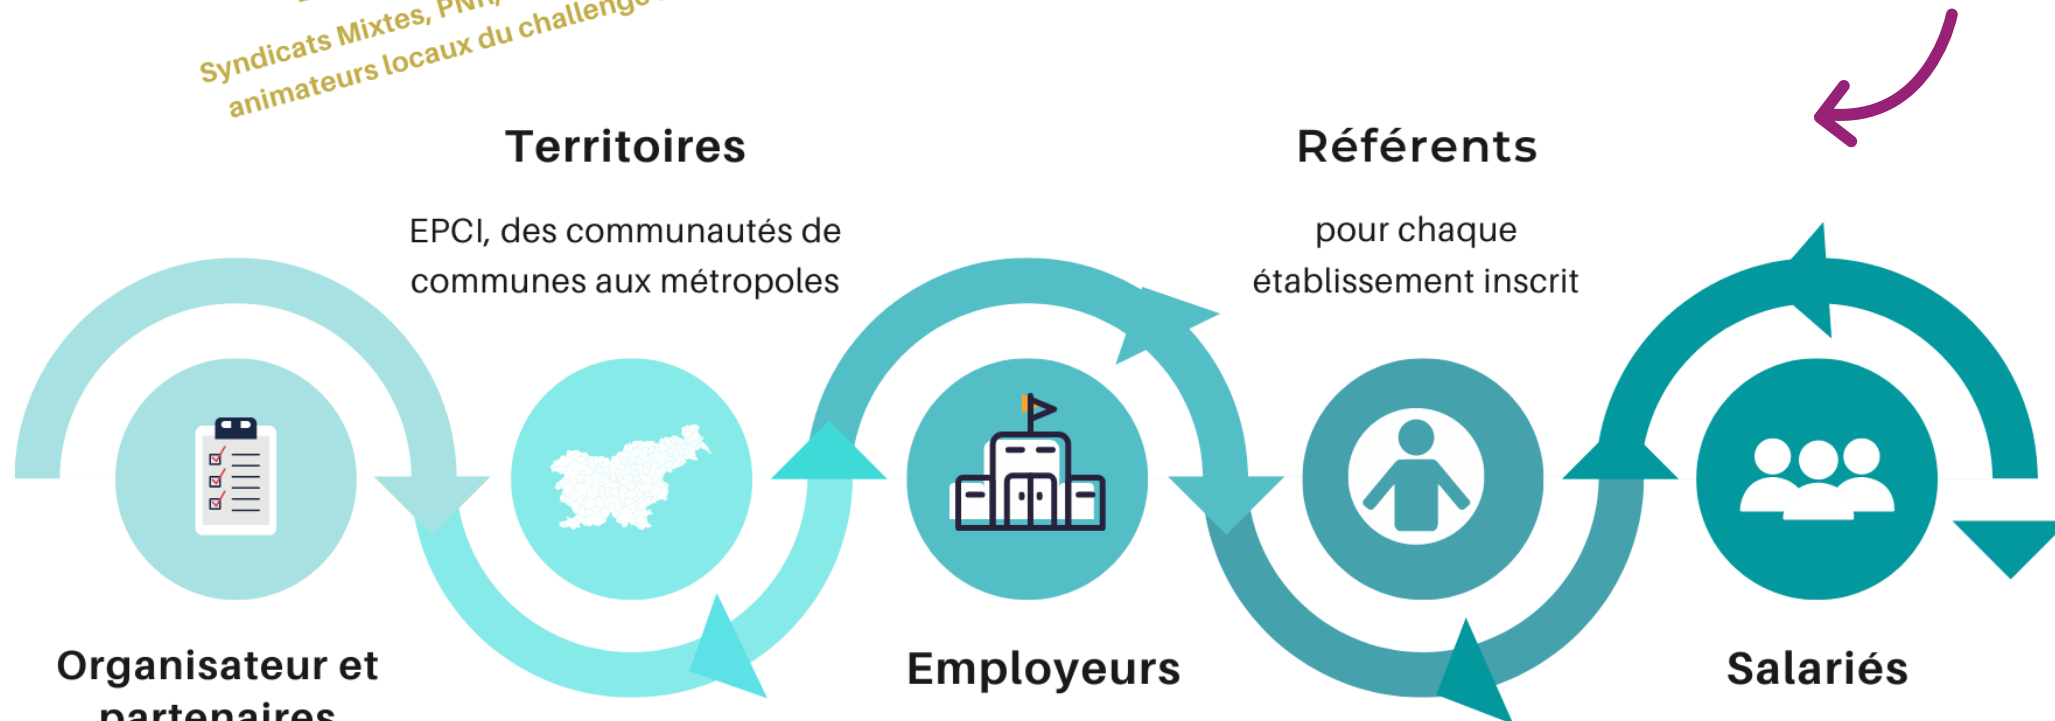 Syndicats Mixtes, PNR,
animateurs locaux du challenge
Territoires
EPCI, des communautés de
communes aux métropoles
Référents
pour chaque
établissement inscrit
Organisateur et
partenaires
Employeurs
Salariés